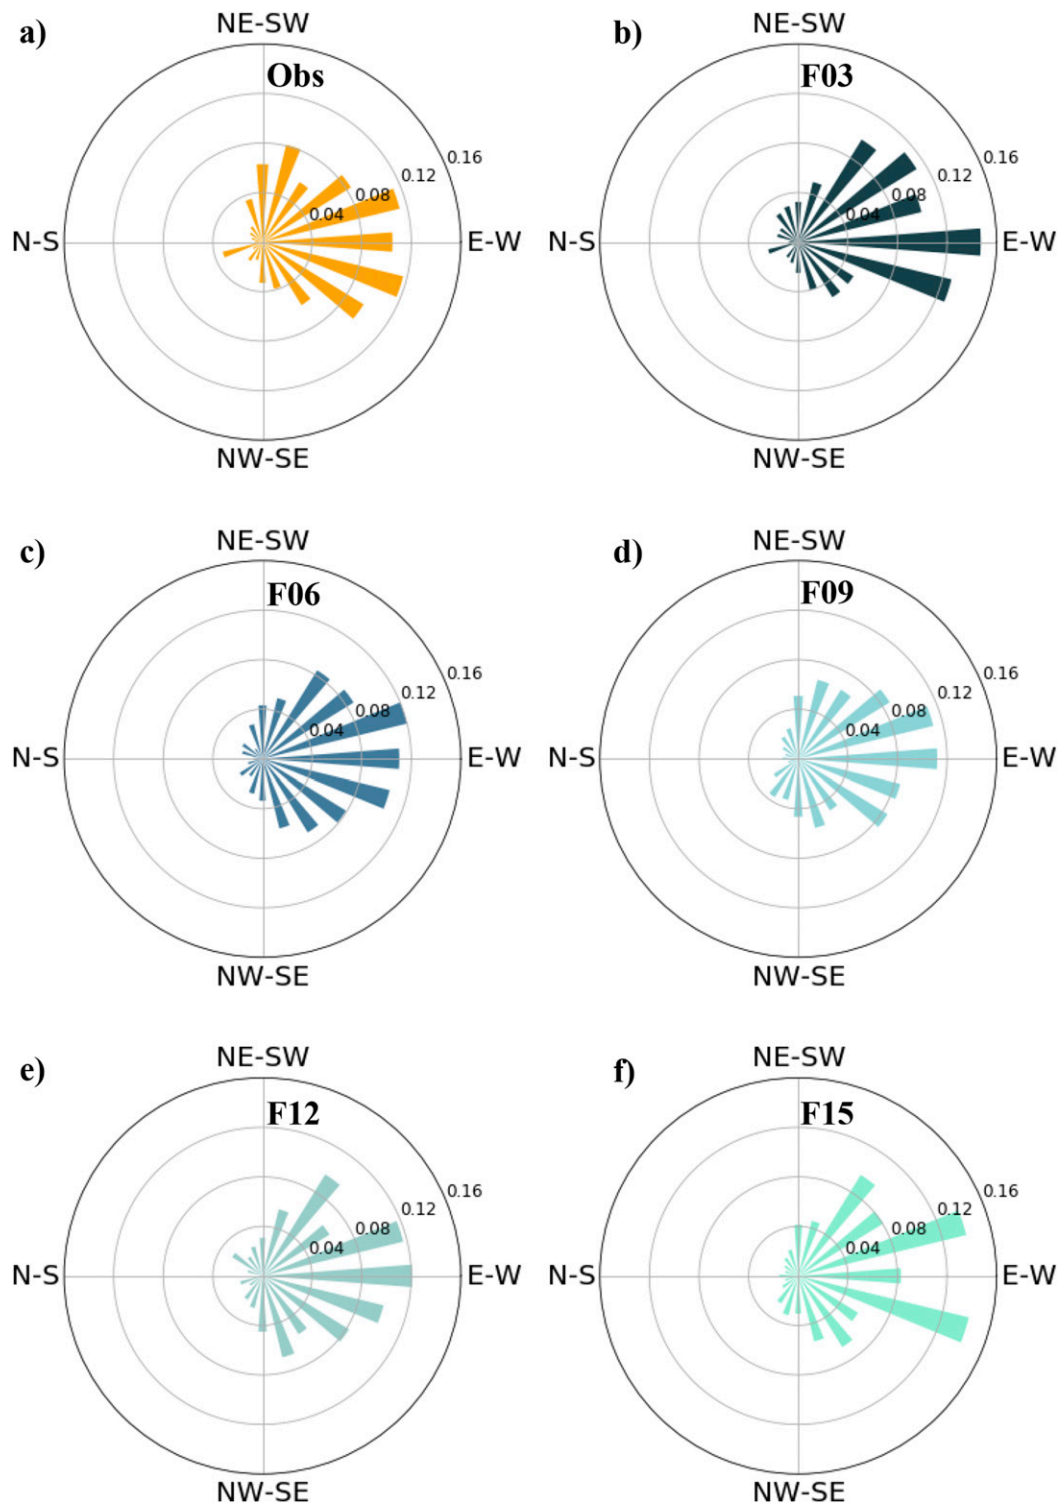 a)
NE-SW
Obs
0.16
0.12
0.08
0.04
N-S
E-W
NW-SE
b)
NE-SW
F03
0.16
0.12
0.08
0.04
N-S
E-W
NW-SE
c)
NE-SW
F06
0.16
0.12
0.08
0.04
N-S
E-W
NW-SE
d)
NE-SW
F09
0.16
0.12
0.08
0.04
N-S
E-W
NW-SE
e)
NE-SW
F12
0.16
0.12
0.08
0.04
N-S
E-W
NW-SE
f)
NE-SW
F15
0.16
0.12
0.08
0.04
N-S
E-W
NW-SE